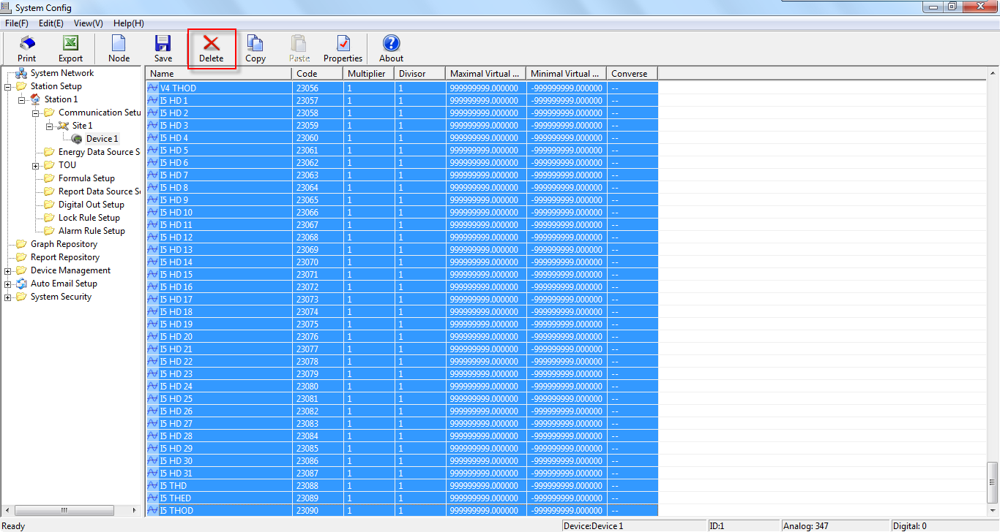 System Config
File(F) Edit(E) View(V) Help(H)
Print Export Node Save Delete Copy Paste Properties About
System Network
Station Setup
Station 1
Communication Setu
Site 1
Device 1
Energy Data Source S
TOU
Formula Setup
Report Data Source Se
Digital Out Setup
Lock Rule Setup
Alarm Rule Setup
Graph Repository
Report Repository
Device Management
Auto Email Setup
System Security
Name Code Multiplier Divisor Maximal Virtual ... Minimal Virtual ... Converse
V4 THOD 23056 1 1 999999999.000000 -999999999.000000 --
I5 HD 1 23057 1 1 999999999.000000 -999999999.000000 --
I5 HD 2 23058 1 1 999999999.000000 -999999999.000000 --
I5 HD 3 23059 1 1 999999999.000000 -999999999.000000 --
I5 HD 4 23060 1 1 999999999.000000 -999999999.000000 --
I5 HD 5 23061 1 1 999999999.000000 -999999999.000000 --
I5 HD 6 23062 1 1 999999999.000000 -999999999.000000 --
I5 HD 7 23063 1 1 999999999.000000 -999999999.000000 --
I5 HD 8 23064 1 1 999999999.000000 -999999999.000000 --
I5 HD 9 23065 1 1 999999999.000000 -999999999.000000 --
I5 HD 10 23066 1 1 999999999.000000 -999999999.000000 --
I5 HD 11 23067 1 1 999999999.000000 -999999999.000000 --
I5 HD 12 23068 1 1 999999999.000000 -999999999.000000 --
I5 HD 13 23069 1 1 999999999.000000 -999999999.000000 --
I5 HD 14 23070 1 1 999999999.000000 -999999999.000000 --
I5 HD 15 23071 1 1 999999999.000000 -999999999.000000 --
I5 HD 16 23072 1 1 999999999.000000 -999999999.000000 --
I5 HD 17 23073 1 1 999999999.000000 -999999999.000000 --
I5 HD 18 23074 1 1 999999999.000000 -999999999.000000 --
I5 HD 19 23075 1 1 999999999.000000 -999999999.000000 --
I5 HD 20 23076 1 1 999999999.000000 -999999999.000000 --
I5 HD 21 23077 1 1 999999999.000000 -999999999.000000 --
I5 HD 22 23078 1 1 999999999.000000 -999999999.000000 --
I5 HD 23 23079 1 1 999999999.000000 -999999999.000000 --
I5 HD 24 23080 1 1 999999999.000000 -999999999.000000 --
I5 HD 25 23081 1 1 999999999.000000 -999999999.000000 --
I5 HD 26 23082 1 1 999999999.000000 -999999999.000000 --
I5 HD 27 23083 1 1 999999999.000000 -999999999.000000 --
I5 HD 28 23084 1 1 999999999.000000 -999999999.000000 --
I5 HD 29 23085 1 1 999999999.000000 -999999999.000000 --
I5 HD 30 23086 1 1 999999999.000000 -999999999.000000 --
I5 HD 31 23087 1 1 999999999.000000 -999999999.000000 --
I5 THD 23088 1 1 999999999.000000 -999999999.000000 --
I5 THED 23089 1 1 999999999.000000 -999999999.000000 --
I5 THOD 23090 1 1 999999999.000000 -999999999.000000 --
Ready Device:Device 1 ID:1 Analog: 347 Digital: 0